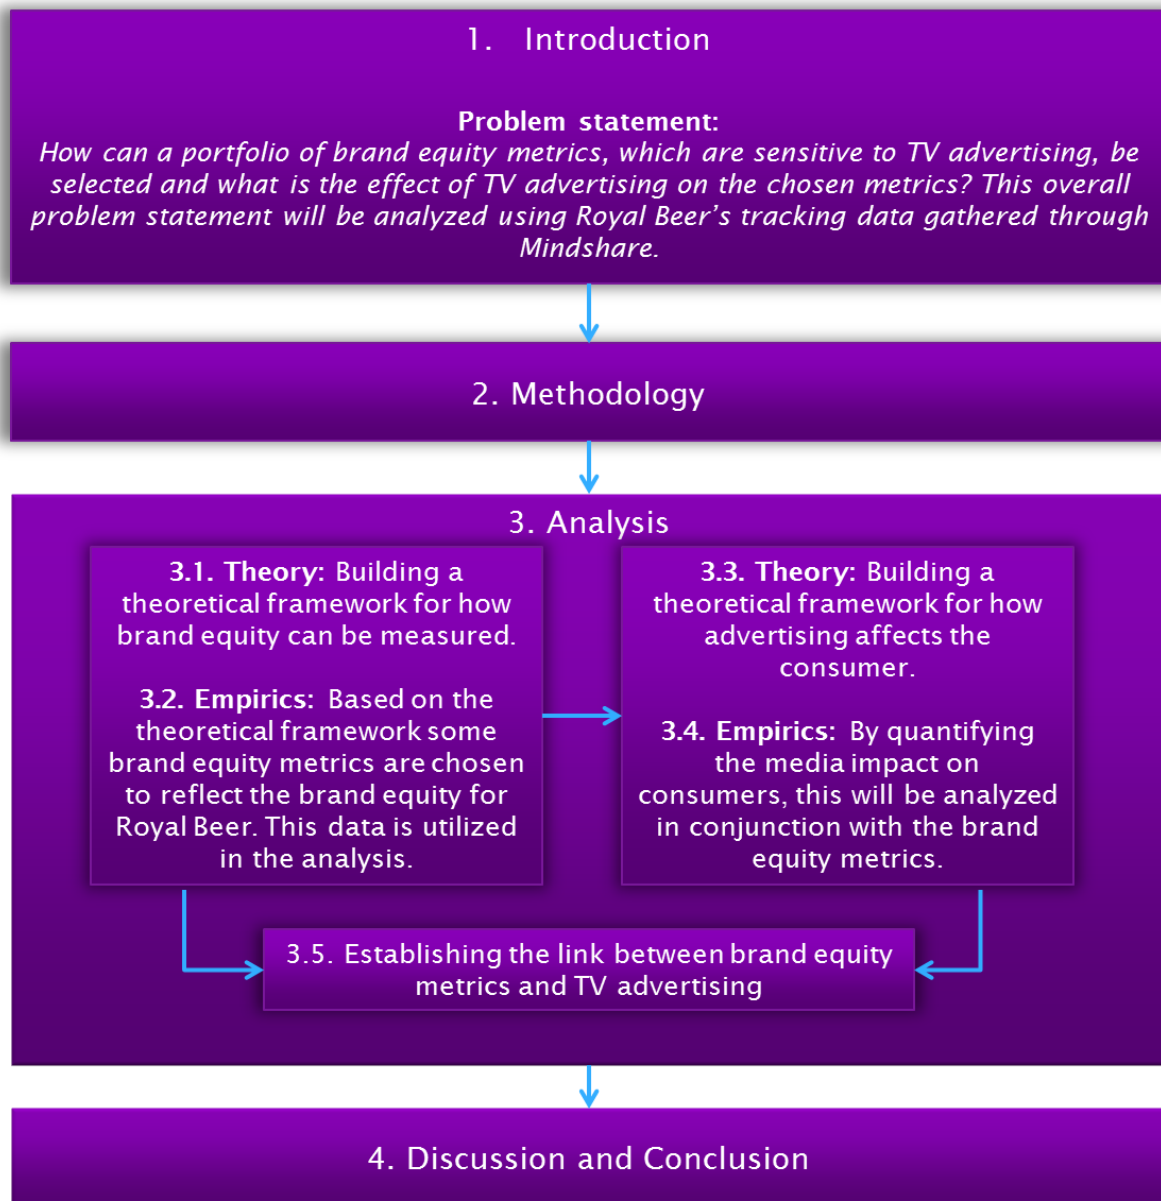 1. Introduction
Problem statement:
How can a portfolio of brand equity metrics, which are sensitive to TV advertising, be
selected and what is the effect of TV advertising on the chosen metrics? This overall
problem statement will be analyzed using Royal Beer’s tracking data gathered through
Mindshare.
2. Methodology
3. Analysis
3.1. Theory: Building a
theoretical framework for how
brand equity can be measured.
3.2. Empirics: Based on the
theoretical framework some
brand equity metrics are chosen
to reflect the brand equity for
Royal Beer. This data is utilized
in the analysis.
3.3. Theory: Building a
theoretical framework for how
advertising affects the
consumer.
3.4. Empirics: By quantifying
the media impact on
consumers, this will be analyzed
in conjunction with the brand
equity metrics.
3.5. Establishing the link between brand equity
metrics and TV advertising
4. Discussion and Conclusion